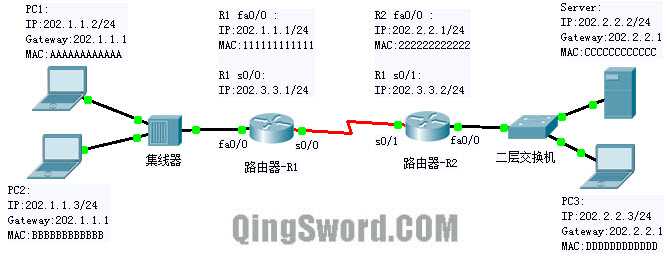 PC1:
IP:202.1.1.2/24
Gateway:202.1.1.1
MAC:AAAAAAAAAAAA
R1 fa0/0 :
IP:202.1.1.1/24
MAC:111111111111
R1 s0/0:
IP:202.3.3.1/24
R2 fa0/0 :
IP:202.2.2.1/24
MAC:222222222222
R1 s0/1:
IP:202.3.3.2/24
Server:
IP:202.2.2.2/24
Gateway:202.2.2.1
MAC:CCCCCCCCCCCC
集线器
fa0/0
路由器-R1
s0/0
s0/1
路由器-R2
fa0/0
二层交换机
PC2:
IP:202.1.1.3/24
Gateway:202.1.1.1
MAC:BBBBBBBBBBBB
PC3:
IP:202.2.2.3/24
Gateway:202.2.2.1
MAC:DDDDDDDDDDDD
QingSword.COM